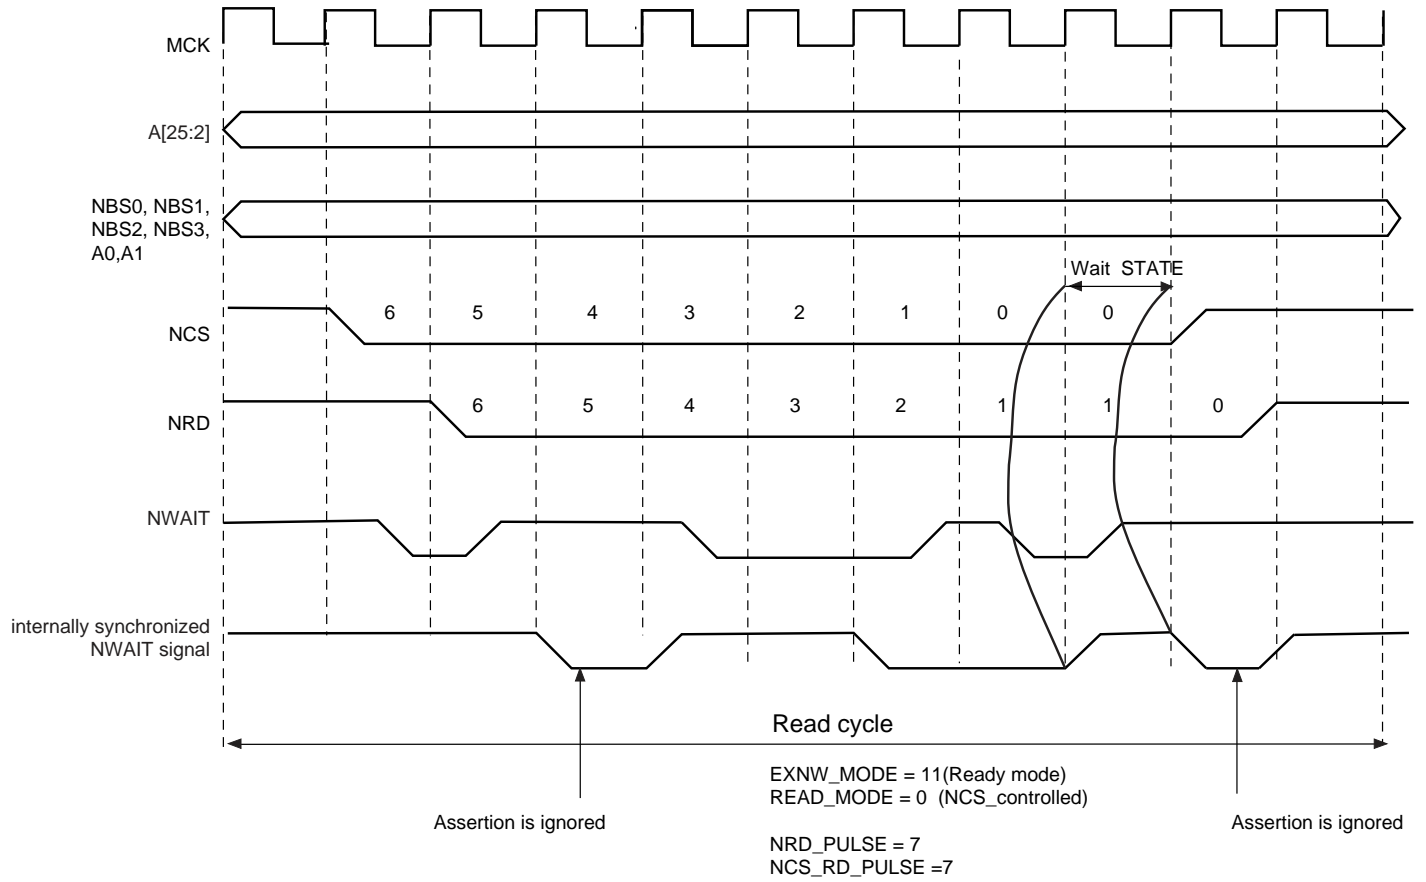 MCK
A[25:2]
NBS0, NBS1,
NBS2, NBS3,
A0,A1
Wait STATE
NCS
6 5 4 3 2 1 0 0
NRD
6 5 4 3 2 1 1 0
NWAIT
internally synchronized
NWAIT signal
Read cycle
EXNW_MODE = 11(Ready mode)
READ_MODE = 0 (NCS_controlled)
Assertion is ignored
Assertion is ignored
NRD_PULSE = 7
NCS_RD_PULSE =7